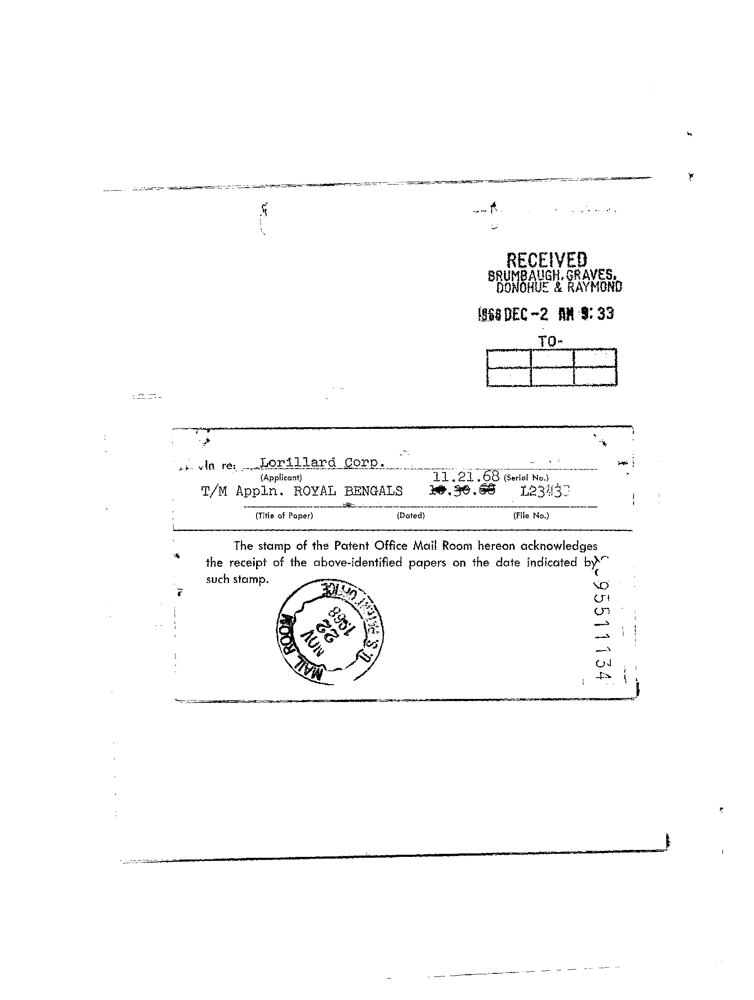 RECEIVED
BRUMBAUGH, GRAVES,
DONOHUE & RAYMOND
1968 DEC -2 AM 9:33
TO-
In re: Lorillard Corp.
(Applicant)
11.21.68 (Serial No.)
T/M Appln. ROYAL BENGALS 10.30.68
(Title of Paper) (Dated) (File No.)
The stamp of the Patent Office Mail Room hereon acknowledges
the receipt of the above-identified papers on the date indicated by
such stamp.
U.S. PATENT OFFICE
NOV
22
1968
MAIL ROOM
95511134